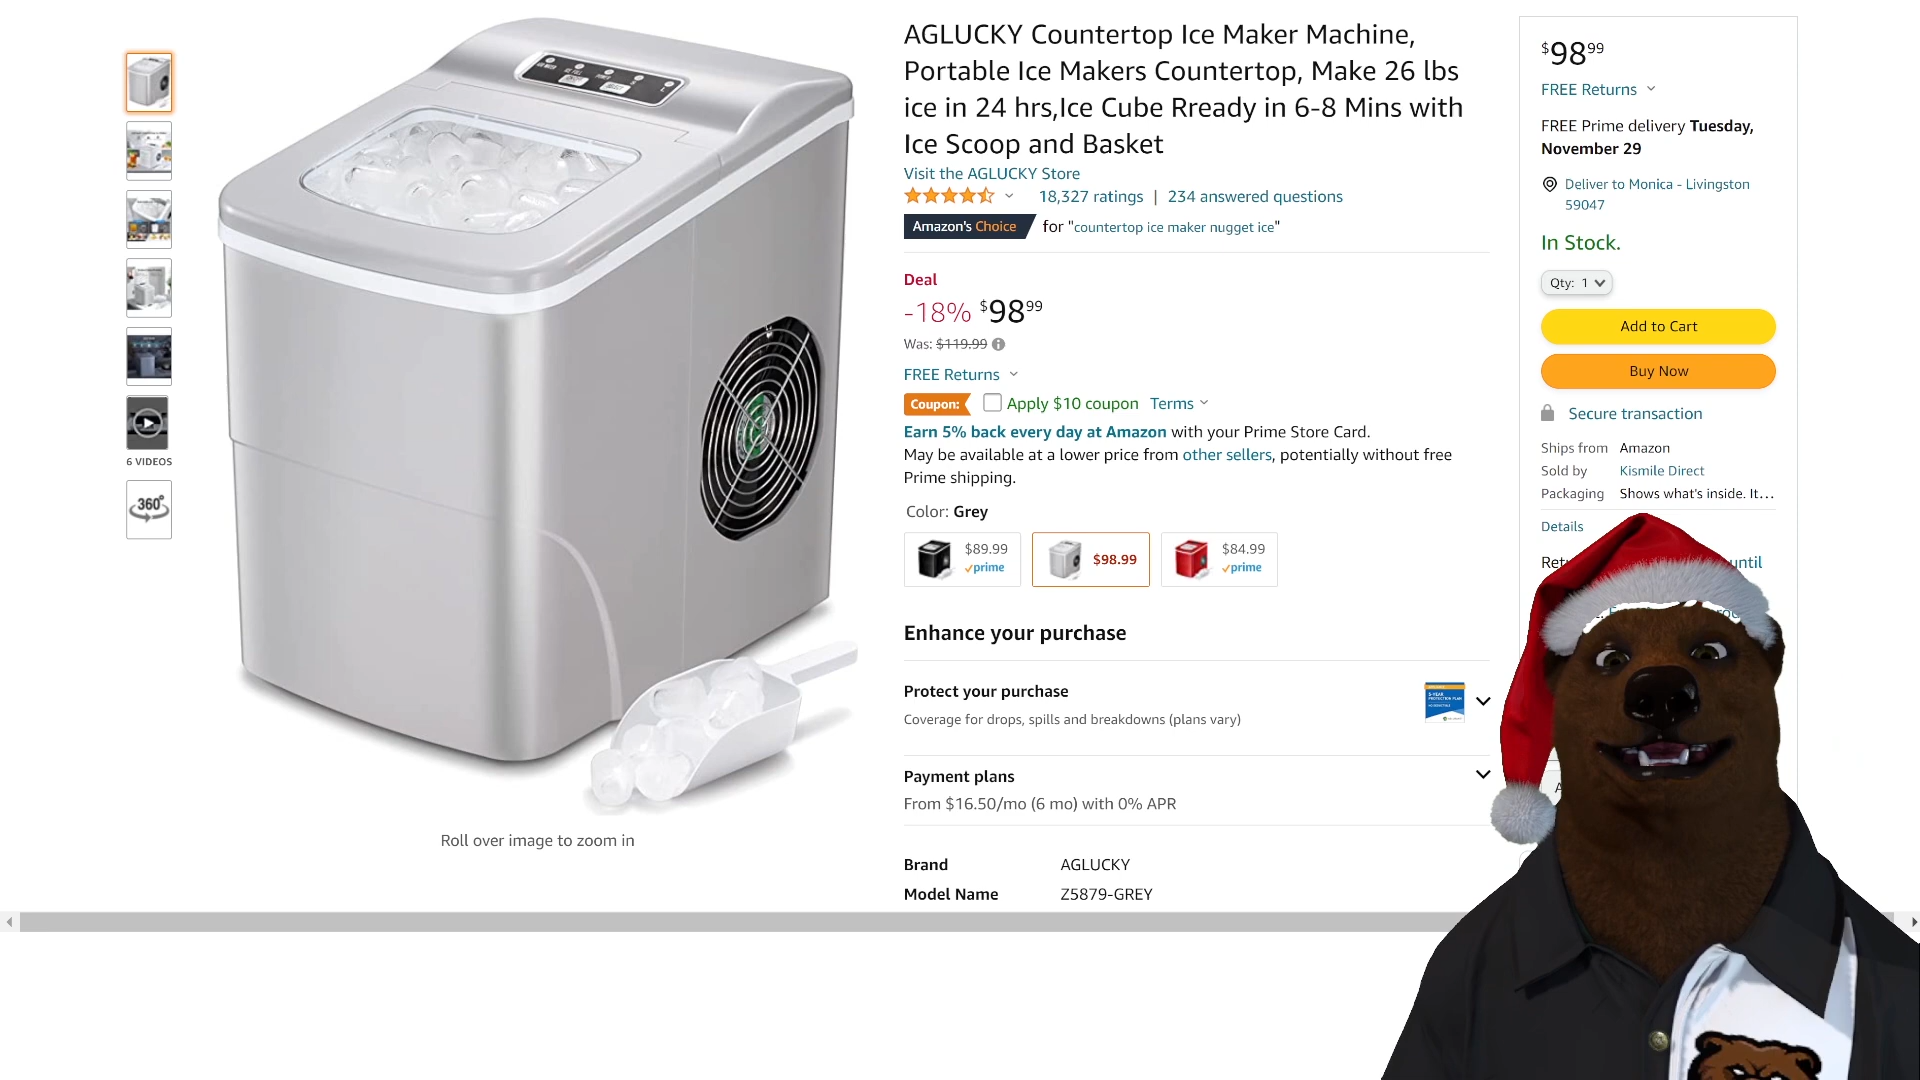 AGLUCKY Countertop Ice Maker Machine,
Portable Ice Makers Countertop, Make 26 lbs
ice in 24 hrs,Ice Cube Rready in 6-8 Mins with
Ice Scoop and Basket
Visit the AGLUCKY Store
18,327 ratings | 234 answered questions
Amazon's Choice for "countertop ice maker nugget ice"
Deal
-18% $98 99
Was: $119.99
FREE Returns
Coupon: Apply $10 coupon Terms
Earn 5% back every day at Amazon with your Prime Store Card.
May be available at a lower price from other sellers, potentially without free
Prime shipping.
Color: Grey
$89.99
prime
$98.99
$84.99
prime
Enhance your purchase
Protect your purchase
Coverage for drops, spills and breakdowns (plans vary)
Payment plans
From $16.50/mo (6 mo) with 0% APR
Brand AGLUCKY
Model Name Z5879-GREY
6 VIDEOS
360°
Roll over image to zoom in
$98 99
FREE Returns
FREE Prime delivery Tuesday,
November 29
Deliver to Monica - Livingston
59047
In Stock.
Qty: 1
Add to Cart
Buy Now
Secure transaction
Ships from Amazon
Sold by Kismile Direct
Packaging Shows what's inside. It...
Details
until